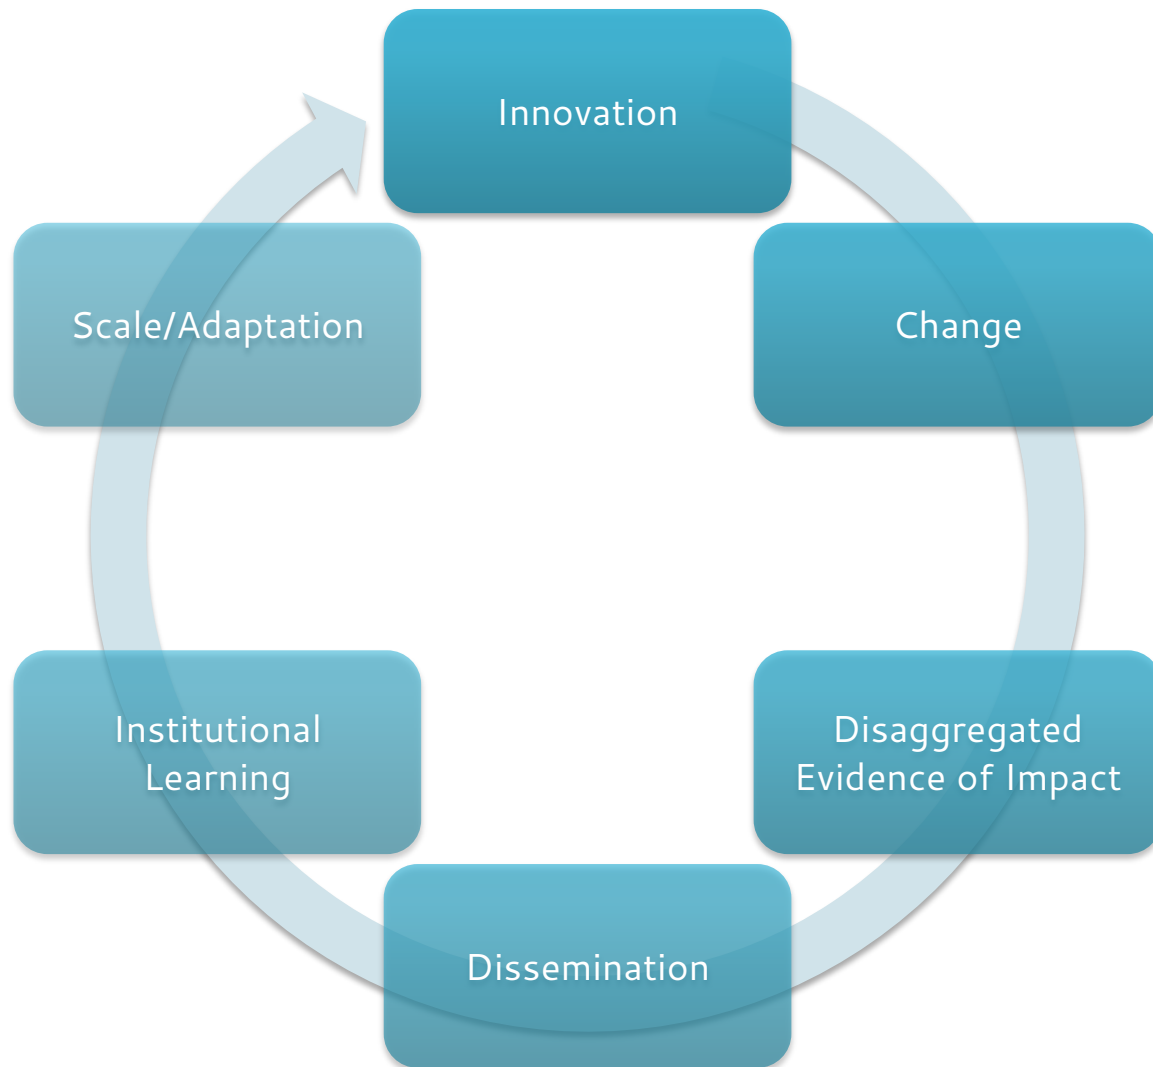 Innovation
Change
Disaggregated
Evidence of Impact
Dissemination
Institutional
Learning
Scale/Adaptation